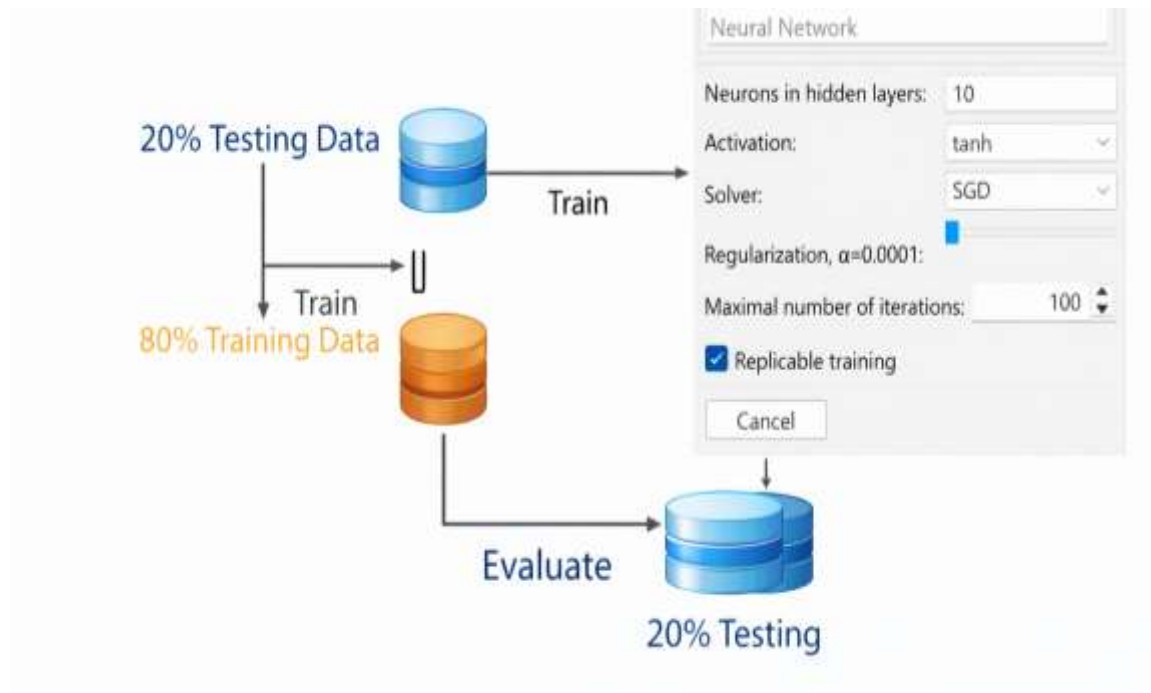 Neural Network
Neurons in hidden layers: 10
Activation: tanh
Solver: SGD
Regularization, α=0.0001:
Maximal number of iterations: 100
Replicable training
Cancel
20% Testing Data
Train
Train
80% Training Data
Evaluate
20% Testing